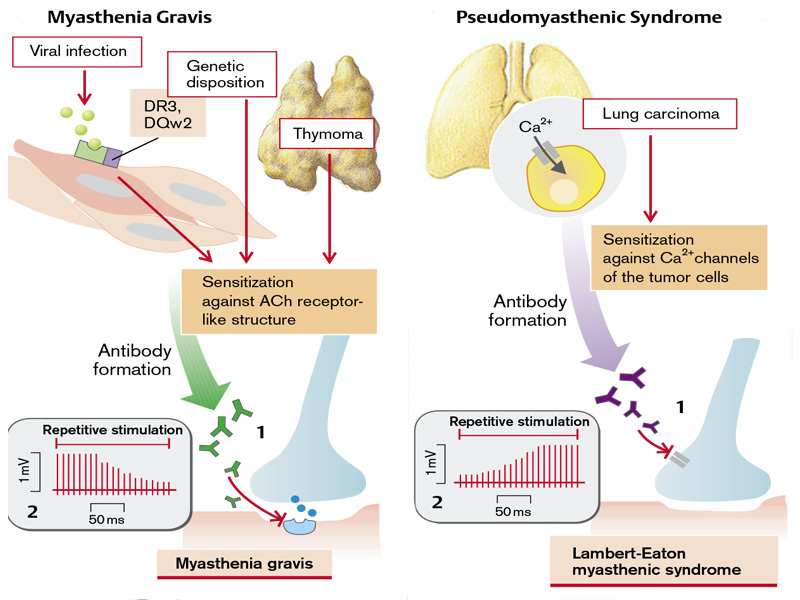 Myasthenia Gravis
Viral infection
Genetic
disposition
DR3,
DQw2
Thymoma
Sensitization
against ACh receptor-
like structure
Antibody
formation
1
Repetitive stimulation
1mV
50ms
2
Myasthenia gravis
Pseudomyasthenic Syndrome
Ca2+
Lung carcinoma
Sensitization
against Ca2+channels
of the tumor cells
Antibody
formation
1
Repetitive stimulation
1mV
50ms
2
Lambert-Eaton
myasthenic syndrome